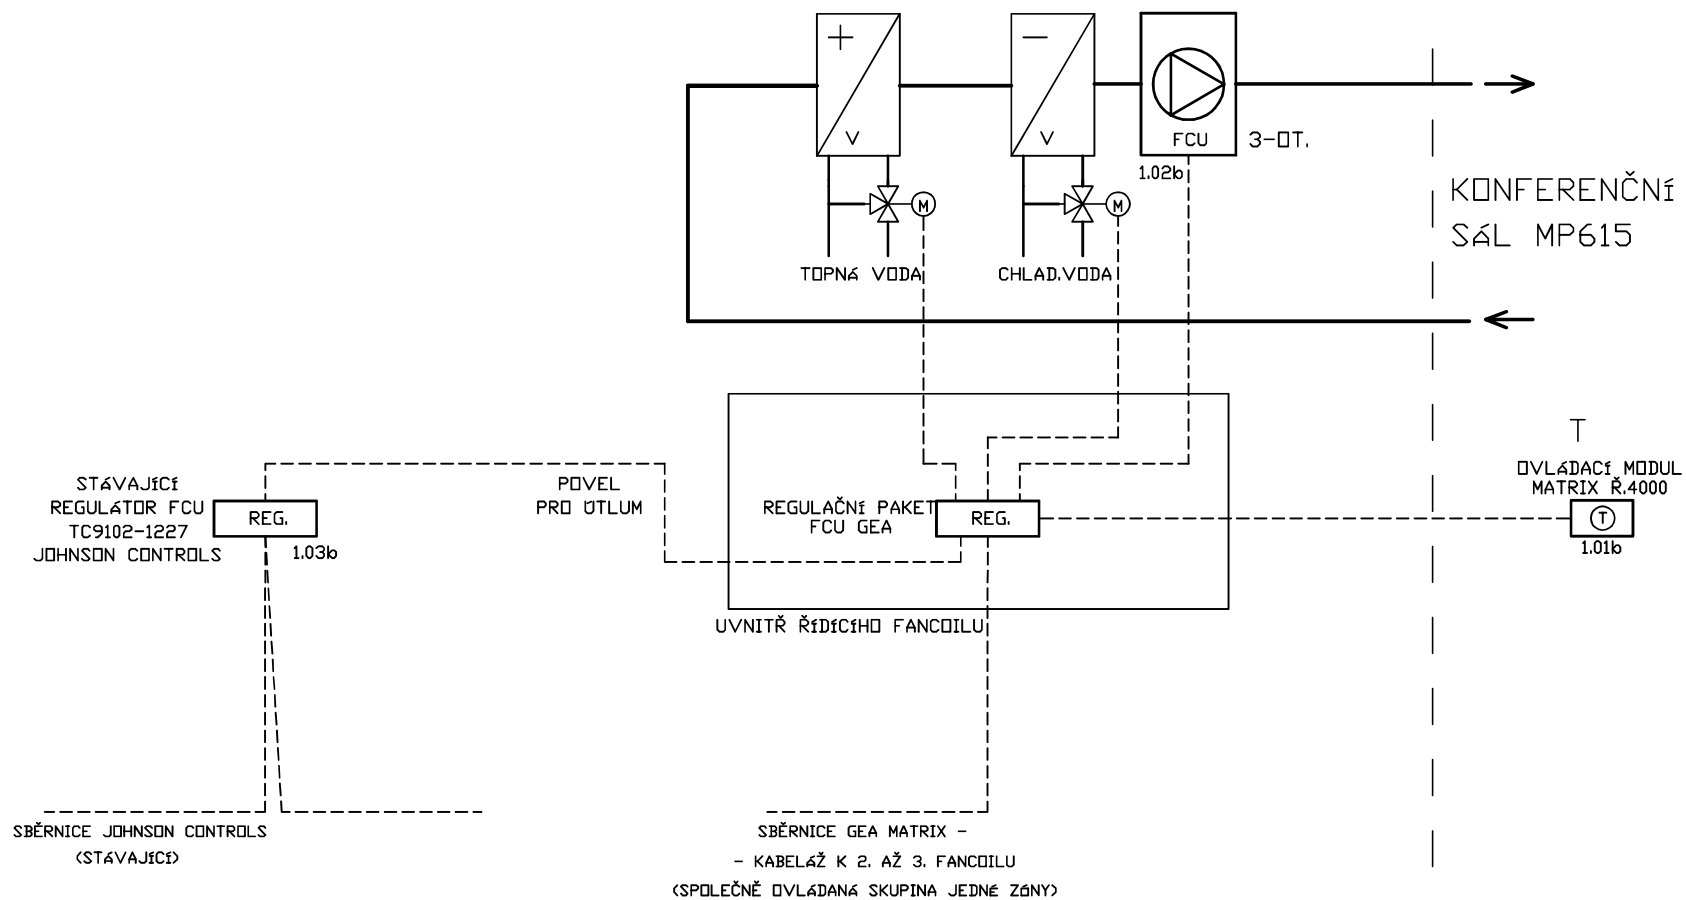 +
V
-
V
FCU
3-OT.
1.02b
M
M
TOPNÁ VODA
CHLAD.VODA
KONFERENČNÍ
SÁL MP615
STÁVAJÍCÍ
REGULÁTOR FCU
TC9102-1227
JOHNSON CONTROLS
REG.
1.03b
POVEL
PRO ÚTLUM
REGULAČNÍ PAKET
FCU GEA
REG.
T
OVLÁDACÍ MODUL
MATRIX Ř.4000
T
1.01b
UVNITŘ ŘÍDÍCÍHO FANCOILU
SBĚRNICE JOHNSON CONTROLS
(STÁVAJÍCÍ)
SBĚRNICE GEA MATRIX -
- KABELÁŽ K 2. AŽ 3. FANCOILU
(SPOLEČNĚ OVLÁDANÁ SKUPINA JEDNÉ ZÓNY)